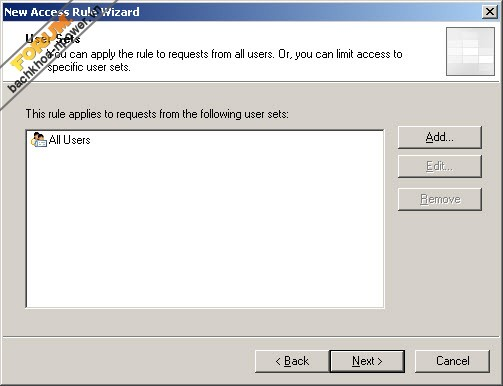 New Access Rule Wizard
User Sets
You can apply the rule to requests from all users. Or, you can limit access to
specific user sets.
FORUM
This rule applies to requests from the following user sets:
All Users
Add...
Edit...
Remove
< Back
Next >
Cancel